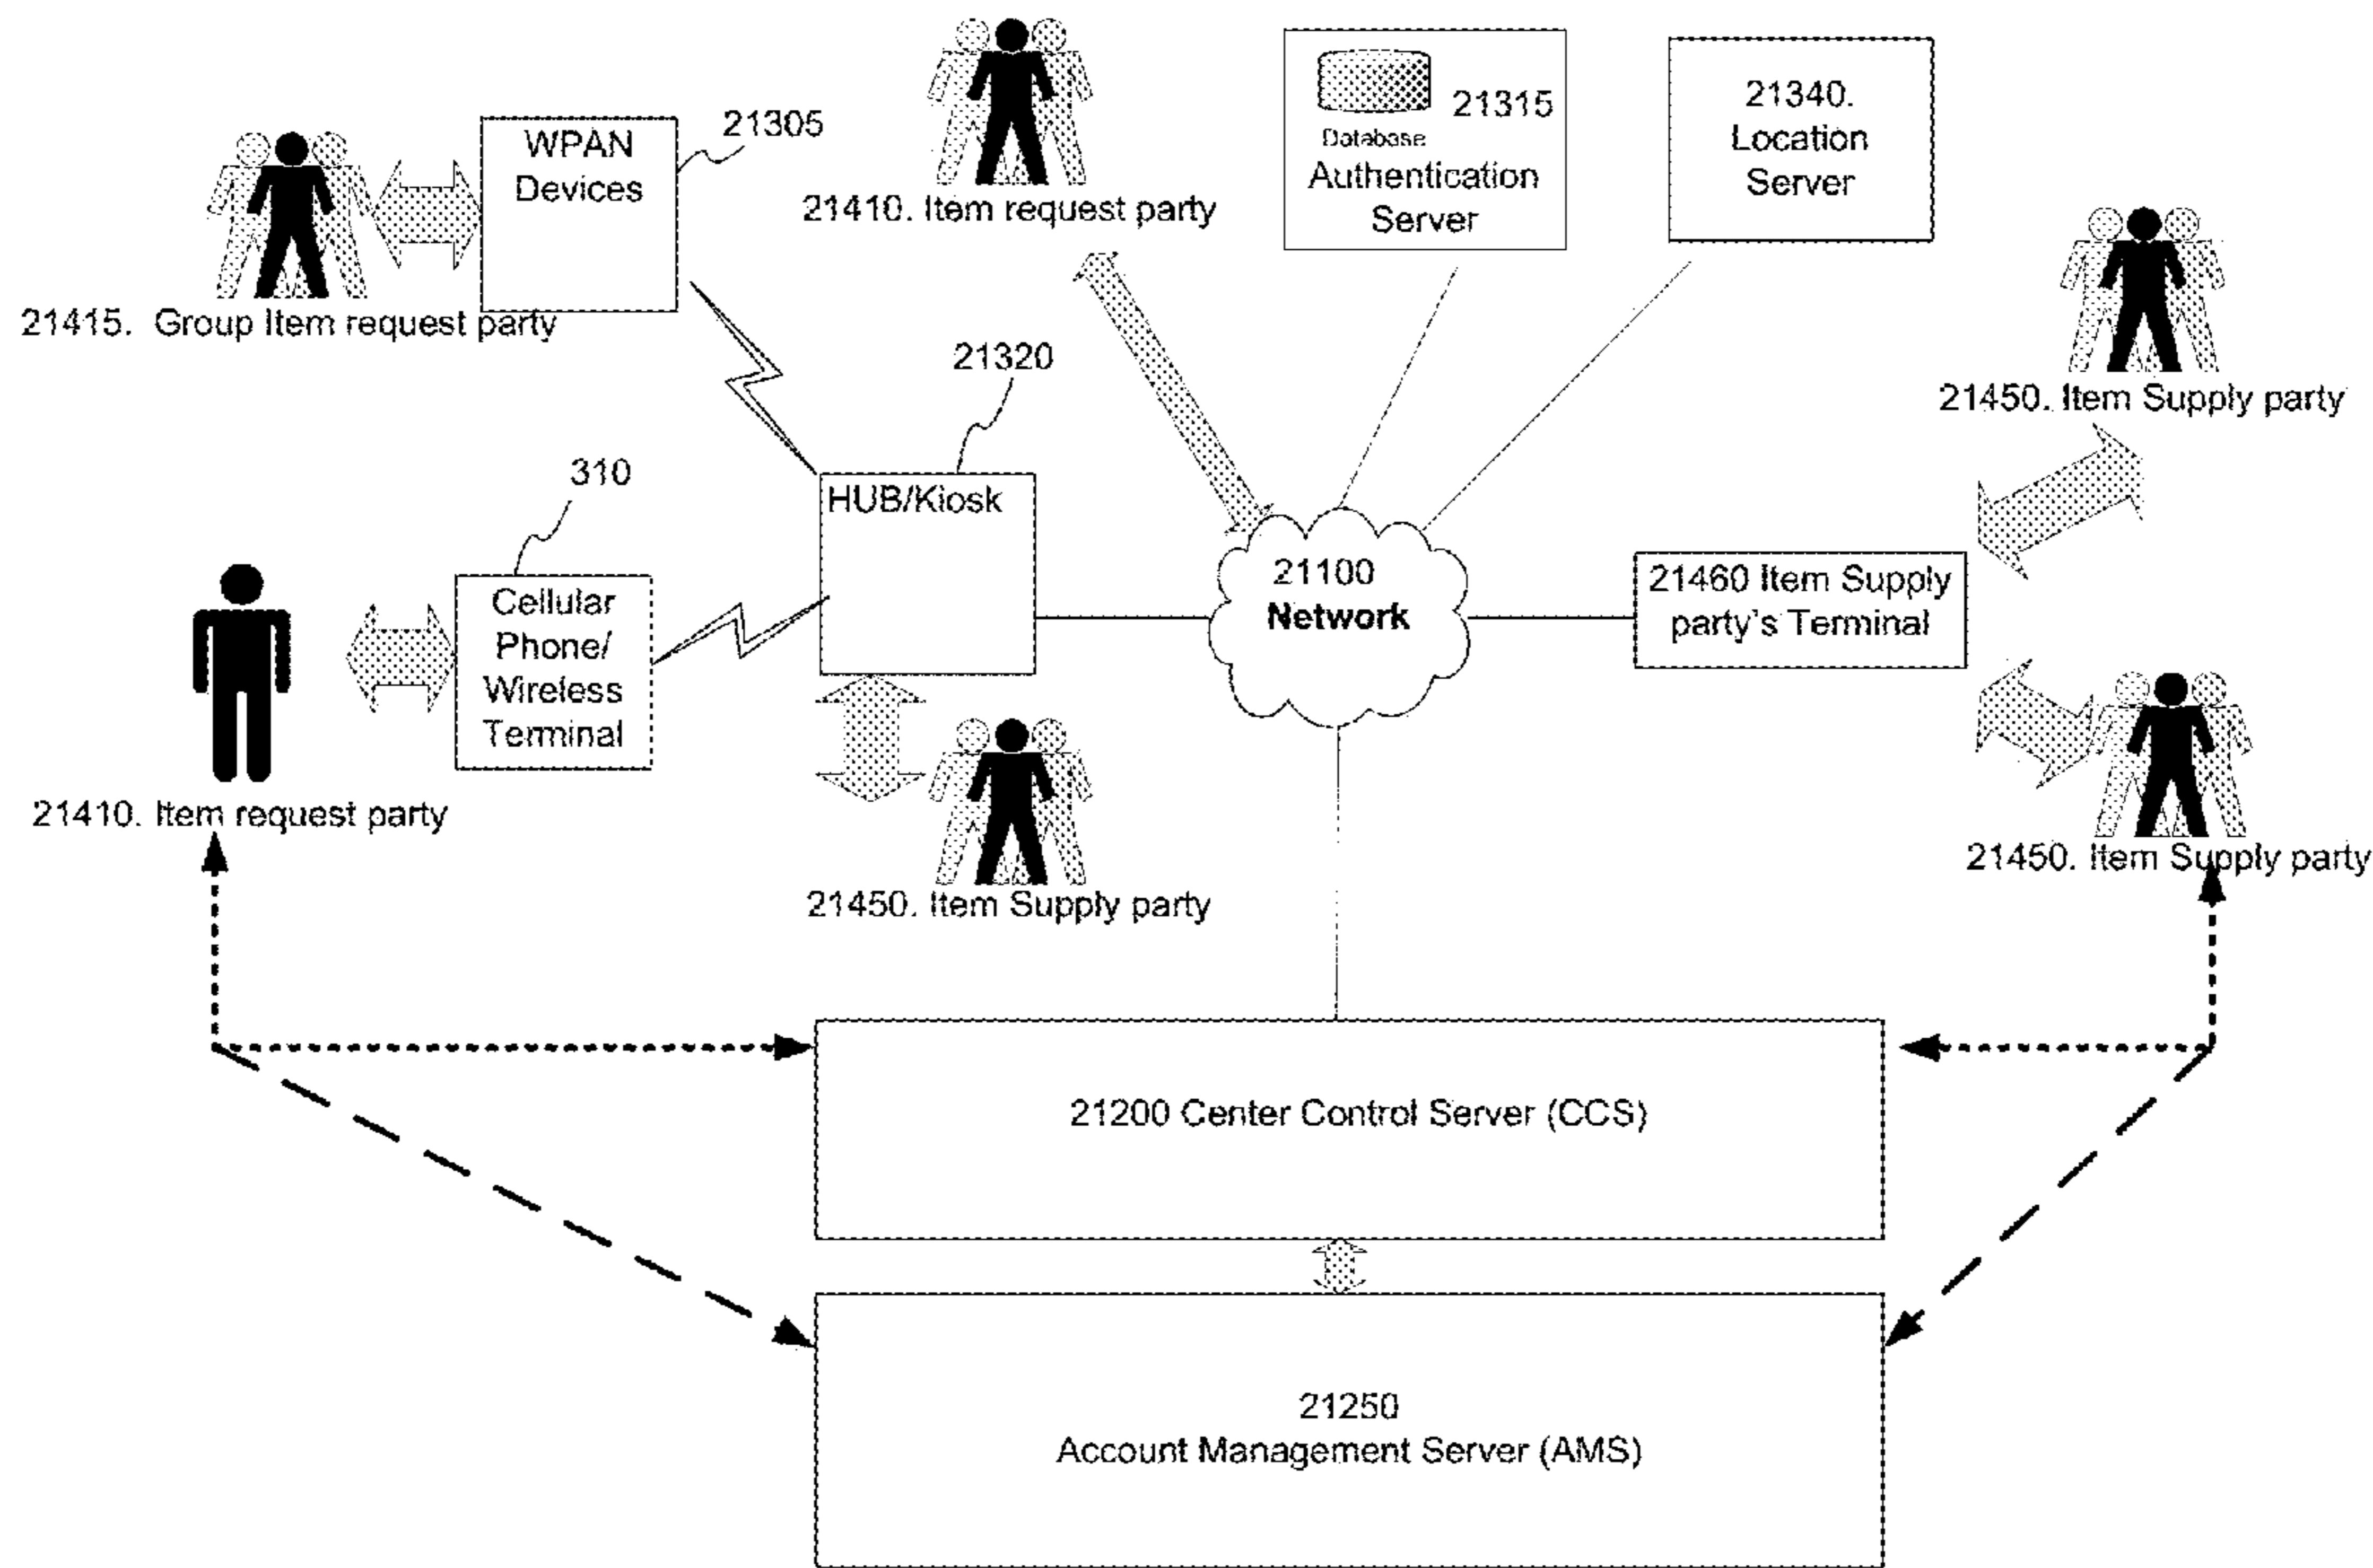 21305
WPAN
Devices
21415. Group Item request party
21410. Item request party
21315
Database
Authentication
Server
21340.
Location
Server
21450. Item Supply party
21320
HUB/Kiosk
310
Cellular
Phone/
Wireless
Terminal
21410. Item request party
21450. Item Supply party
21100
Network
21460 Item Supply
party's Terminal
21450. Item Supply party
21200 Center Control Server (CCS)
21250
Account Management Server (AMS)